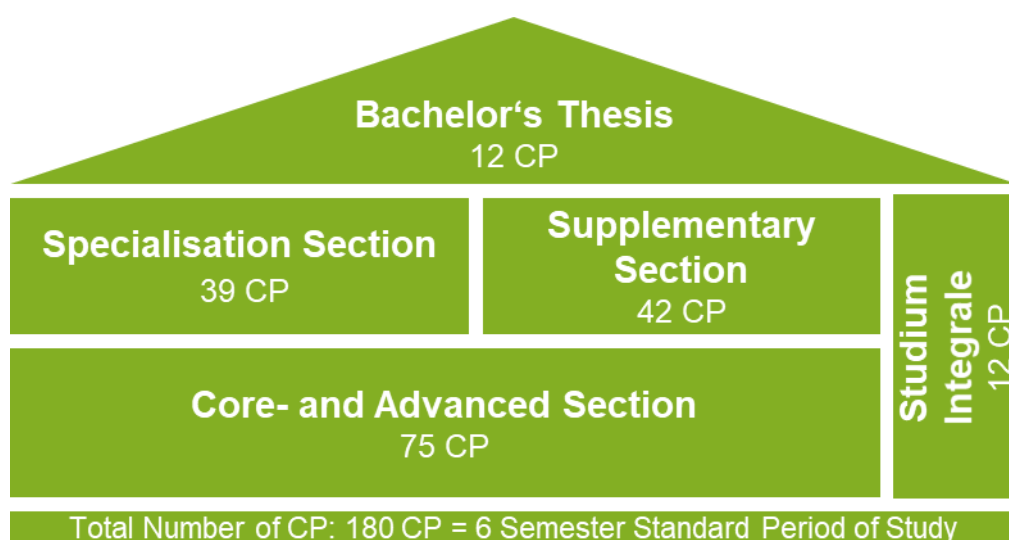 Bachelor‘s Thesis
12 CP
Specialisation Section
39 CP
Supplementary
Section
42 CP
Core- and Advanced Section
75 CP
Studium
Integrale
12 CP
Total Number of CP: 180 CP = 6 Semester Standard Period of Study